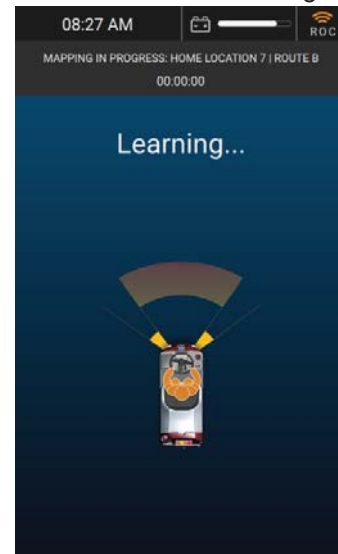 08:27 AM
ROC
MAPPING IN PROGRESS: HOME LOCATION 7 | ROUTE B
00:00:00
Learning...